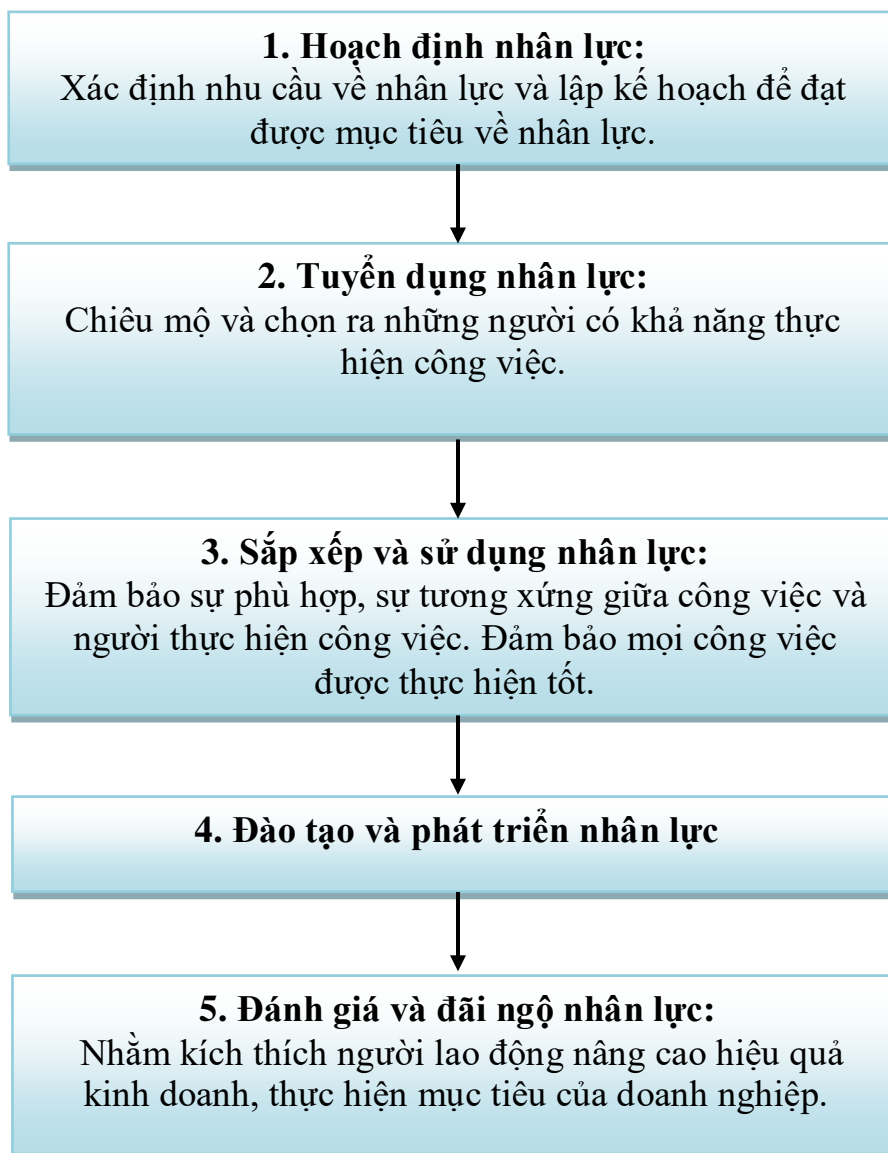 1. Hoạch định nhân lực:
Xác định nhu cầu về nhân lực và lập kế hoạch để đạt
được mục tiêu về nhân lực.
2. Tuyển dụng nhân lực:
Chiêu mộ và chọn ra những người có khả năng thực
hiện công việc.
3. Sắp xếp và sử dụng nhân lực:
Đảm bảo sự phù hợp, sự tương xứng giữa công việc và
người thực hiện công việc. Đảm bảo mọi công việc
được thực hiện tốt.
4. Đào tạo và phát triển nhân lực
5. Đánh giá và đãi ngộ nhân lực:
Nhằm kích thích người lao động nâng cao hiệu quả
kinh doanh, thực hiện mục tiêu của doanh nghiệp.